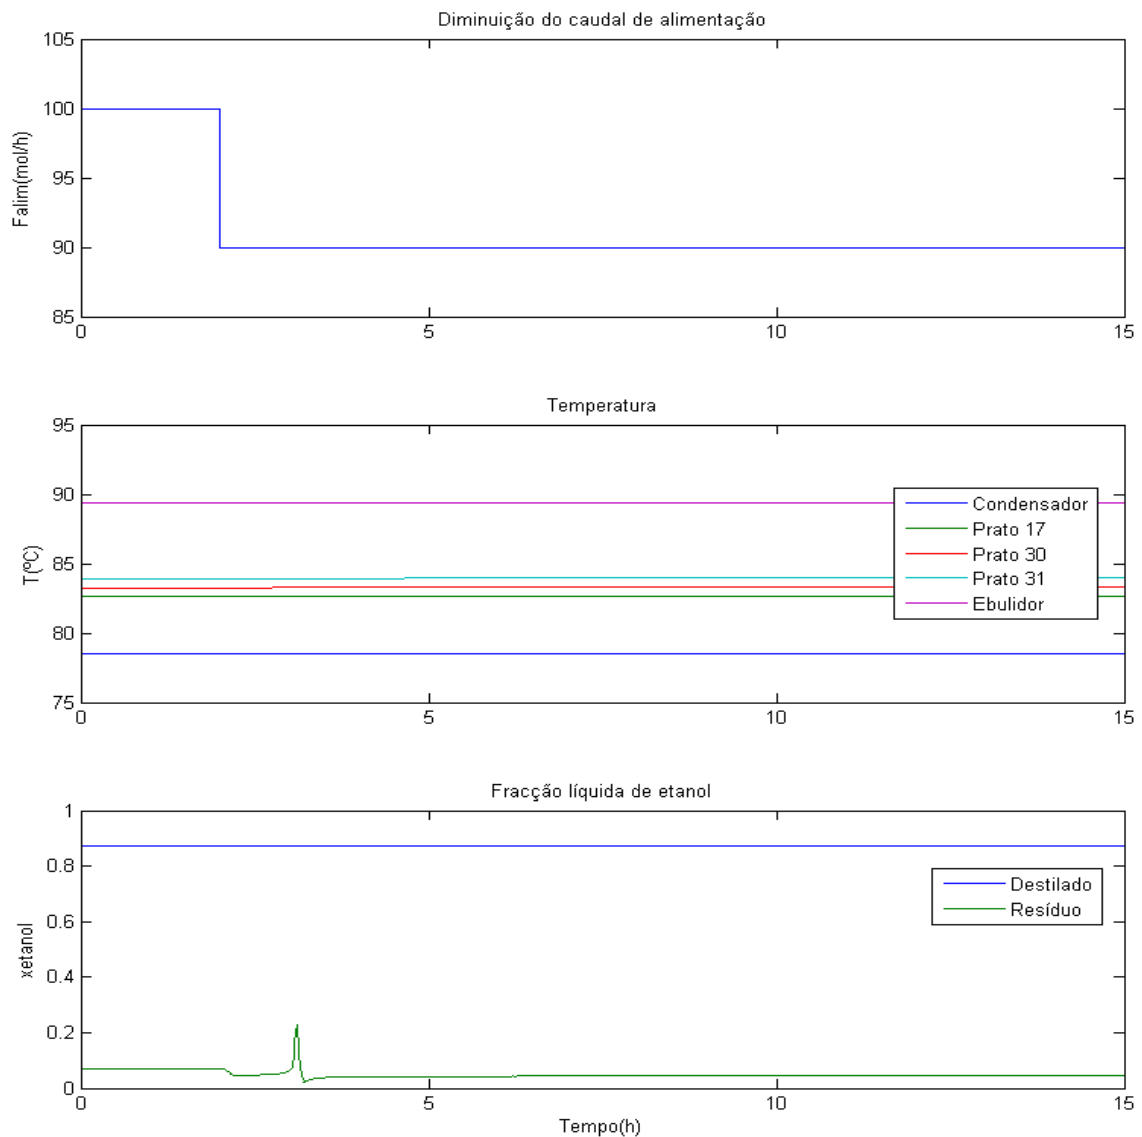 Diminuição do caudal de alimentação
105
100
95
90
85
Falim(mol/h)
0 5 10 15
Temperatura
95
90
85
80
75
T(ºC)
Condensador
Prato 17
Prato 30
Prato 31
Ebulidor
0 5 10 15
Fracção líquida de etanol
1
0.8
0.6
0.4
0.2
0
xetanol
Destilado
Resíduo
0 5 10 15
Tempo(h)